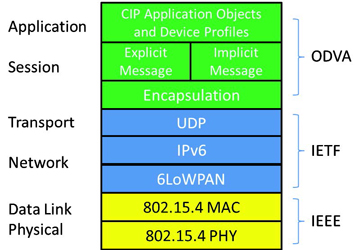 Application
CIP Application Objects
and Device Profiles
Session
Explicit
Message
Implicit
Message
ODVA
Encapsulation
Transport
UDP
Network
IPv6
IETF
6LoWPAN
Data Link
802.15.4 MAC
IEEE
Physical
802.15.4 PHY